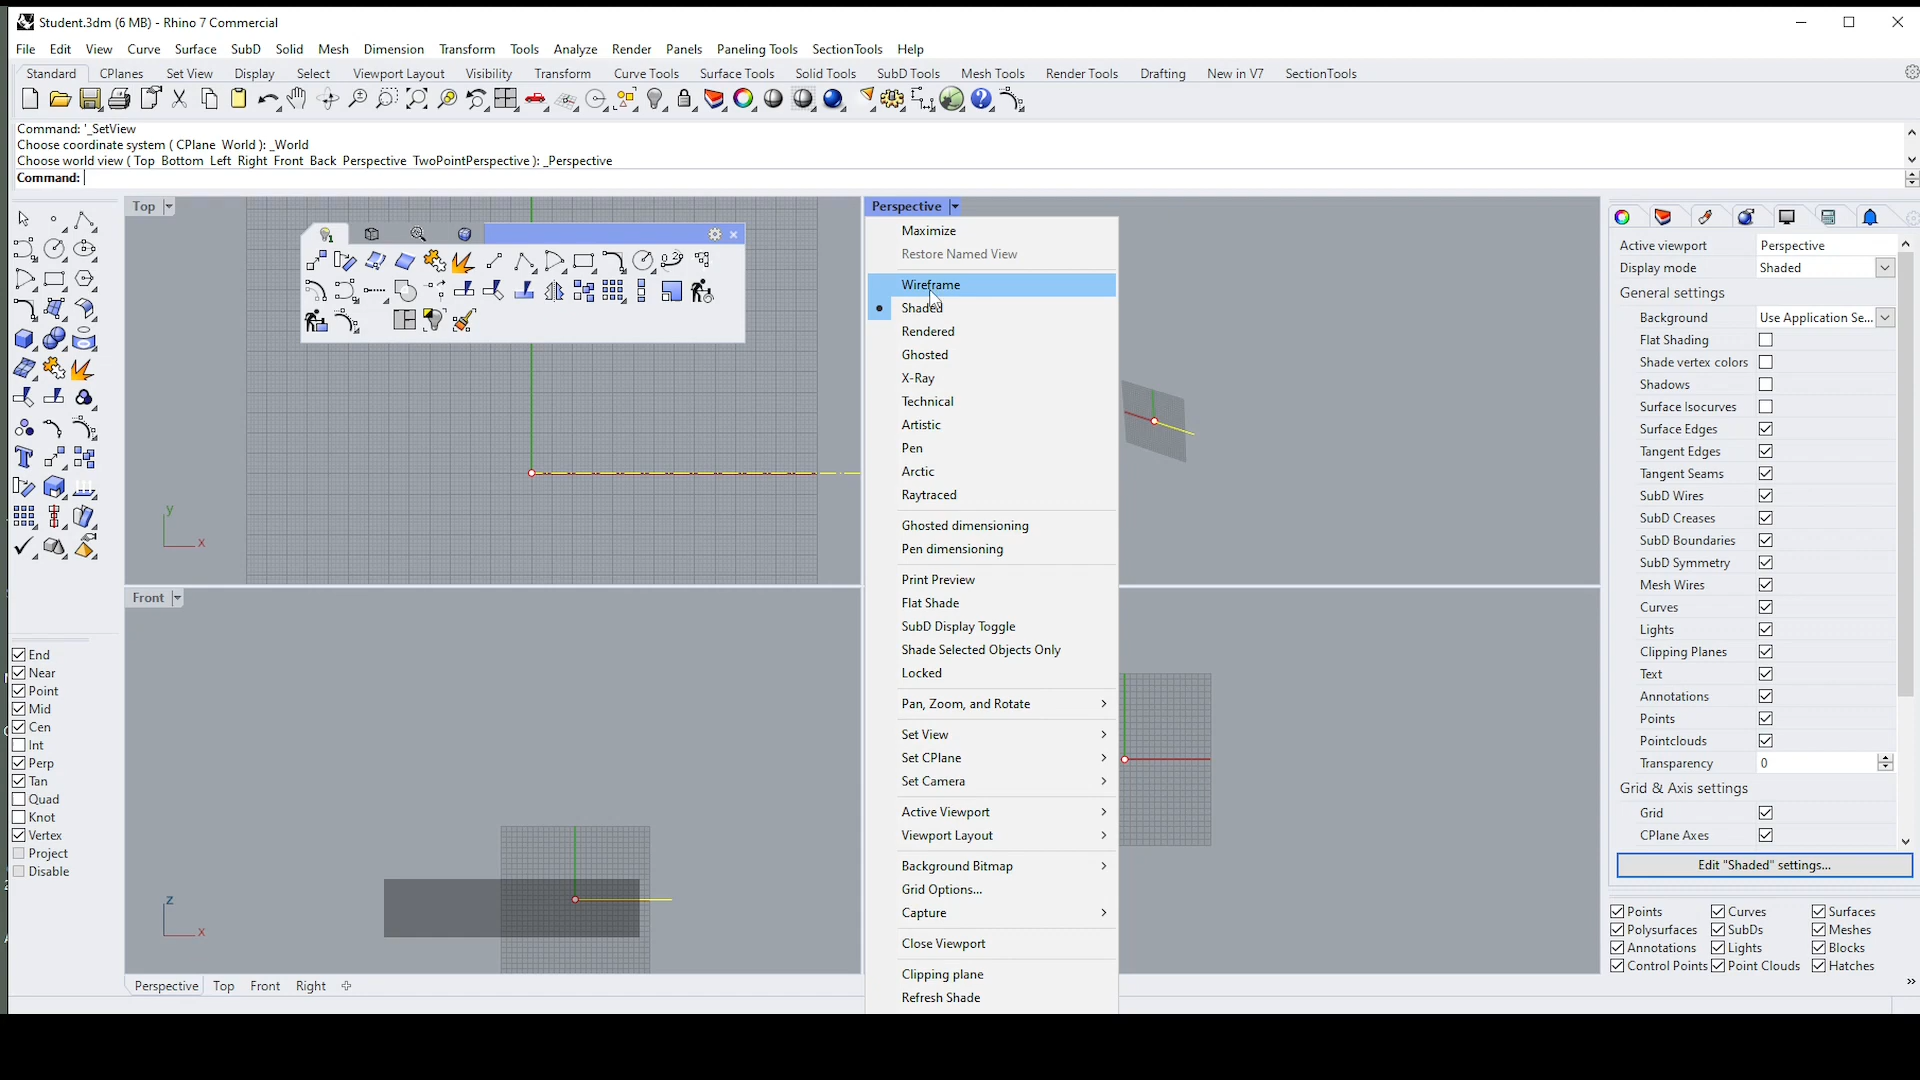 Student.3dm (6 MB) - Rhino 7 Commercial
File Edit View Curve Surface SubD Solid Mesh Dimension Transform Tools Analyze Render Panels Paneling Tools SectionTools Help
Standard CPlanes Set View Display Select Viewport Layout Visibility Transform Curve Tools Surface Tools Solid Tools SubD Tools Mesh Tools Render Tools Drafting New in V7 SectionTools
Command: '_SetView
Choose coordinate system ( CPlane World ): _World
Choose world view ( Top Bottom Left Right Front Back Perspective TwoPointPerspective ): _Perspective
Command:
Top
y
x
Front
z
x
Perspective
Maximize
Restore Named View
Wireframe
Shaded
Rendered
Ghosted
X-Ray
Technical
Artistic
Pen
Arctic
Raytraced
Ghosted dimensioning
Pen dimensioning
Print Preview
Flat Shade
SubD Display Toggle
Shade Selected Objects Only
Locked
Pan, Zoom, and Rotate
Set View
Set CPlane
Set Camera
Active Viewport
Viewport Layout
Background Bitmap
Grid Options...
Capture
Close Viewport
Clipping plane
Refresh Shade
End
Near
Point
Mid
Cen
Int
Perp
Tan
Quad
Knot
Vertex
Project
Disable
Perspective Top Front Right
Active viewport Perspective
Display mode Shaded
General settings
Background Use Application Se...
Flat Shading
Shade vertex colors
Shadows
Surface Isocurves
Surface Edges
Tangent Edges
Tangent Seams
SubD Wires
SubD Creases
SubD Boundaries
SubD Symmetry
Mesh Wires
Curves
Lights
Clipping Planes
Text
Annotations
Points
Pointclouds
Transparency 0
Grid & Axis settings
Grid
CPlane Axes
Edit "Shaded" settings...
Points Curves Surfaces
Polysurfaces SubDs Meshes
Annotations Lights Blocks
Control Points Point Clouds Hatches